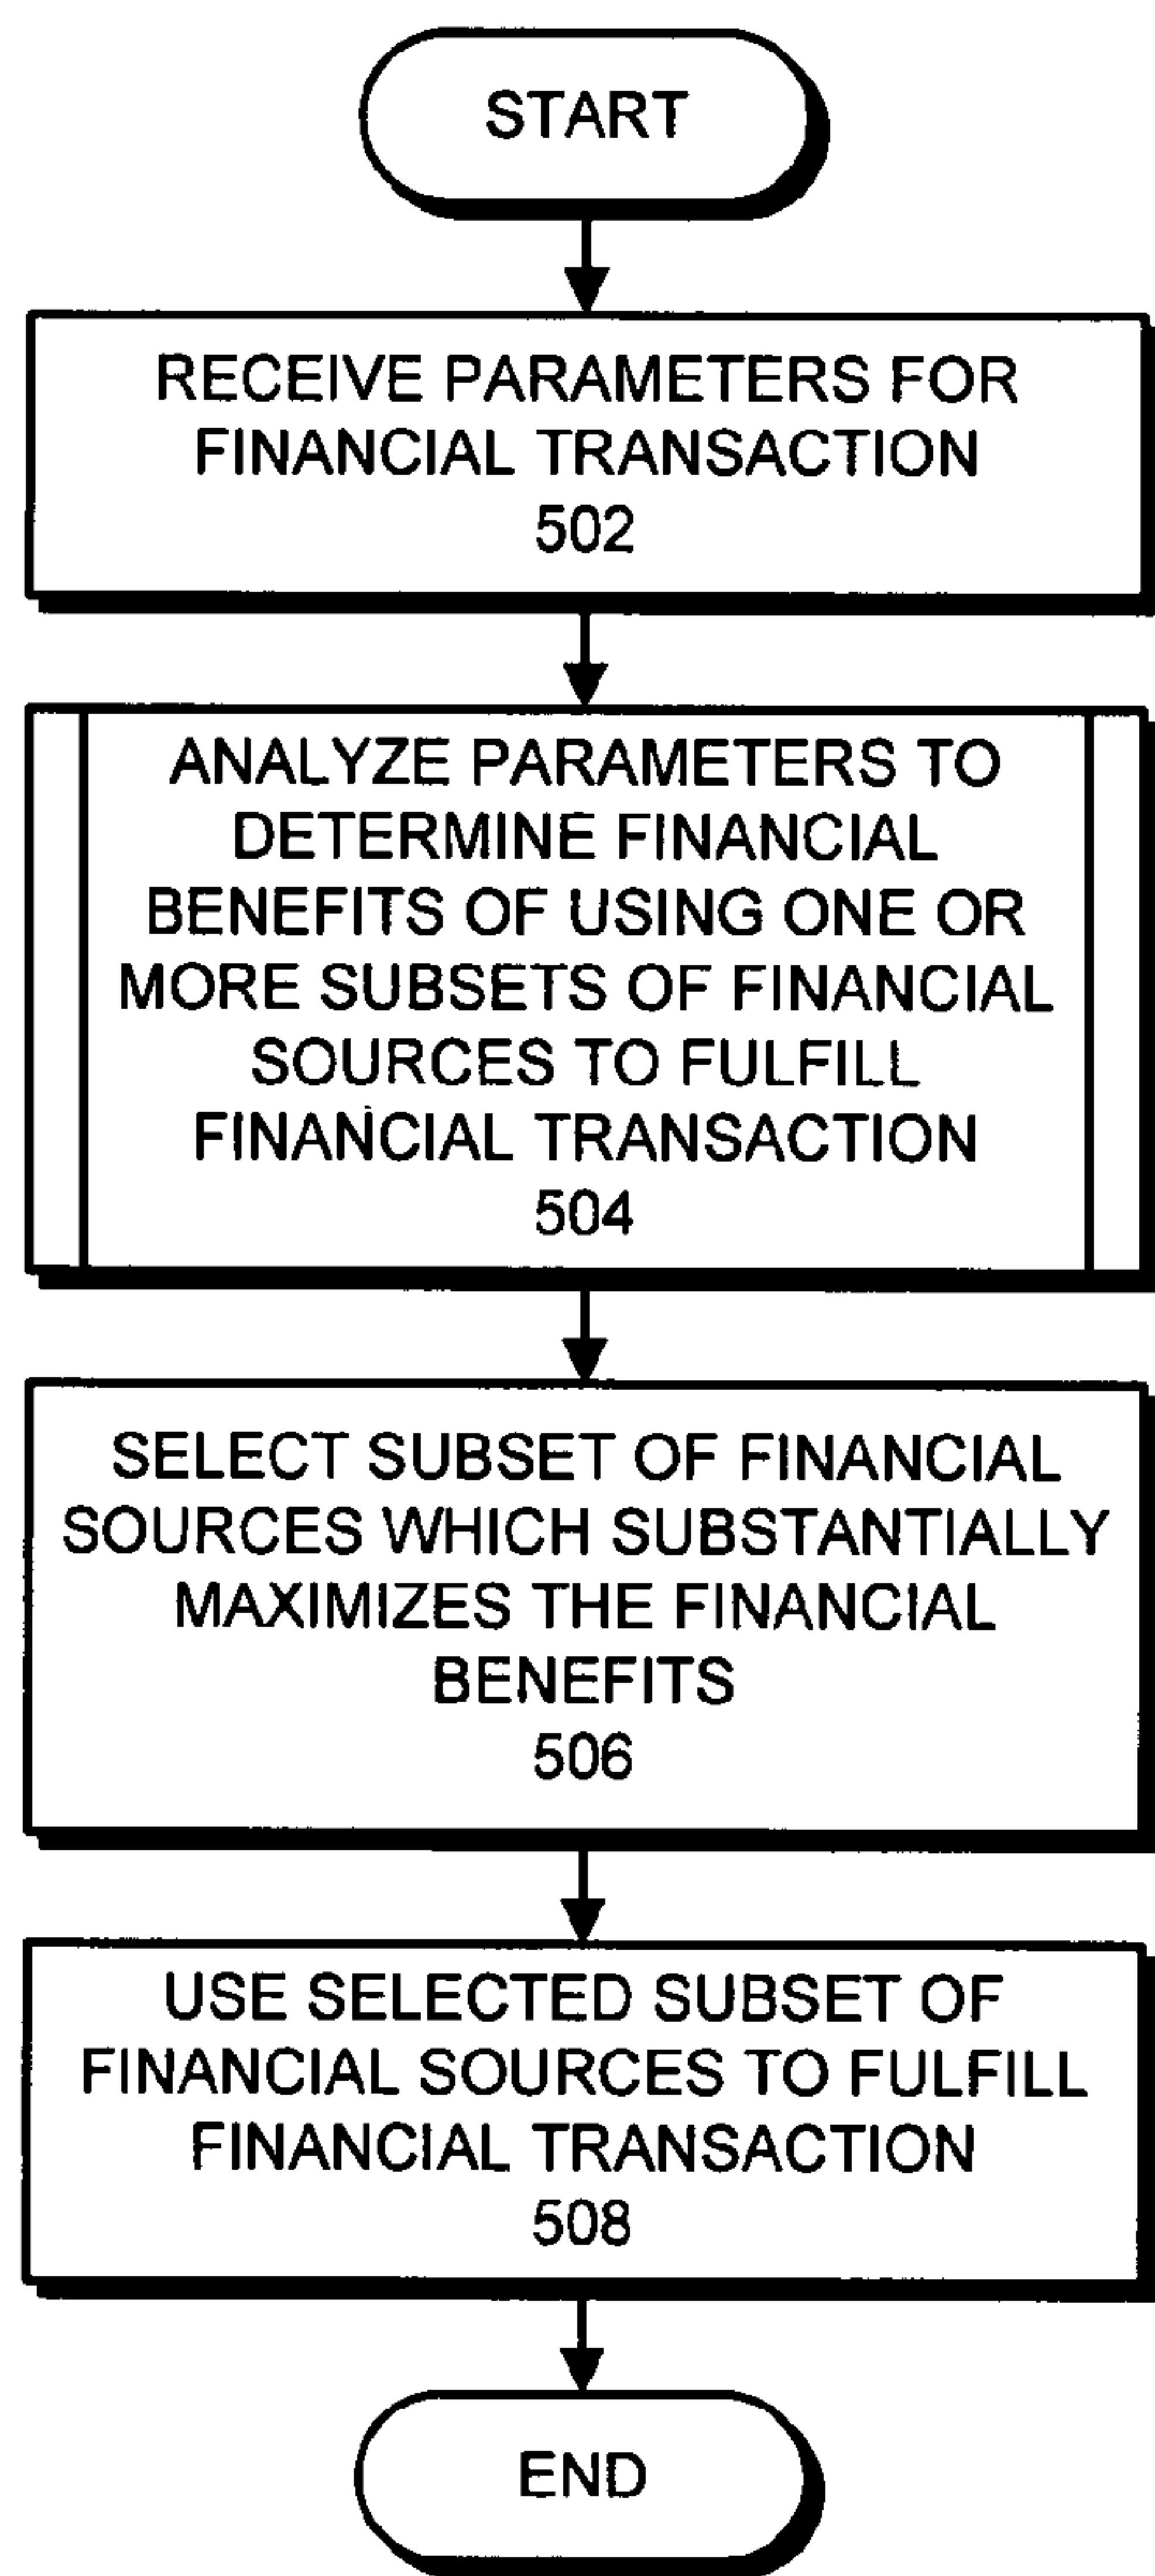 START
RECEIVE PARAMETERS FOR
FINANCIAL TRANSACTION
502
ANALYZE PARAMETERS TO
DETERMINE FINANCIAL
BENEFITS OF USING ONE OR
MORE SUBSETS OF FINANCIAL
SOURCES TO FULFILL
FINANCIAL TRANSACTION
504
SELECT SUBSET OF FINANCIAL
SOURCES WHICH SUBSTANTIALLY
MAXIMIZES THE FINANCIAL
BENEFITS
506
USE SELECTED SUBSET OF
FINANCIAL SOURCES TO FULFILL
FINANCIAL TRANSACTION
508
END